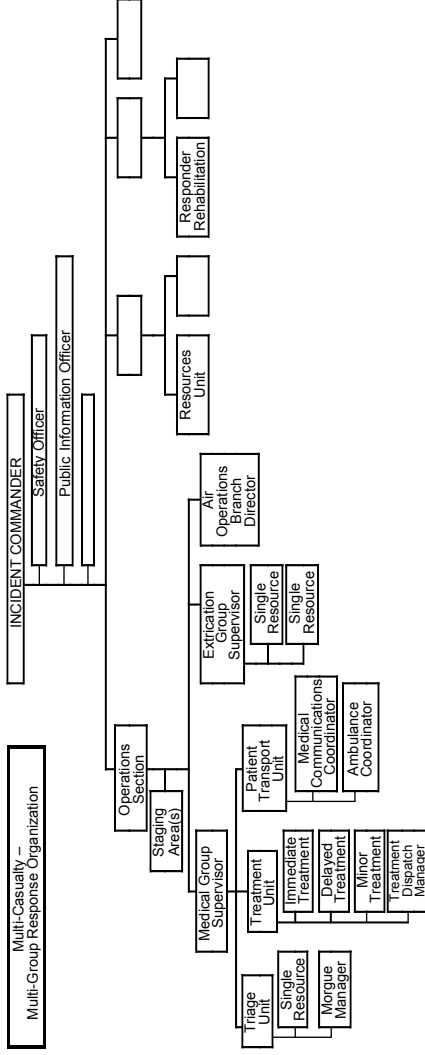 Multi-Casualty –
Multi-Group Response Organization
INCIDENT COMMANDER
Safety Officer
Public Information Officer
Operations
Section
Staging
Area(s)
Resources
Unit
Responder
Rehabilitation
Medical Group
Supervisor
Extrication
Group
Supervisor
Air
Operations
Branch
Director
Single
Resource
Single
Resource
Triage
Unit
Treatment
Unit
Patient
Transport
Unit
Single
Resource
Morgue
Manager
Immediate
Treatment
Delayed
Treatment
Minor
Treatment
Treatment
Dispatch
Manager
Medical
Communications
Coordinator
Ambulance
Coordinator